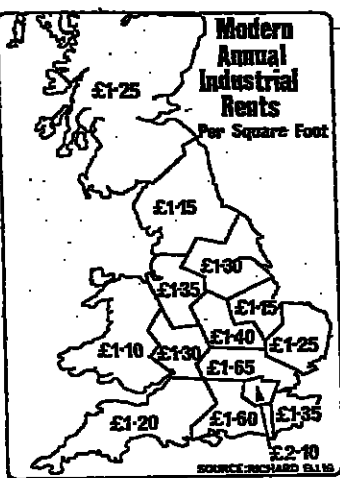 Modern
Annual
Industrial
Rents
Per Square Foot
£1·25
£1·15
£1·30
£1·35
£1·15
£1·10
£1·30
£1·40
£1·25
£1·65
£1·20
£1·60
£1·35
£2·10
SOURCE: RICHARD ELLIS